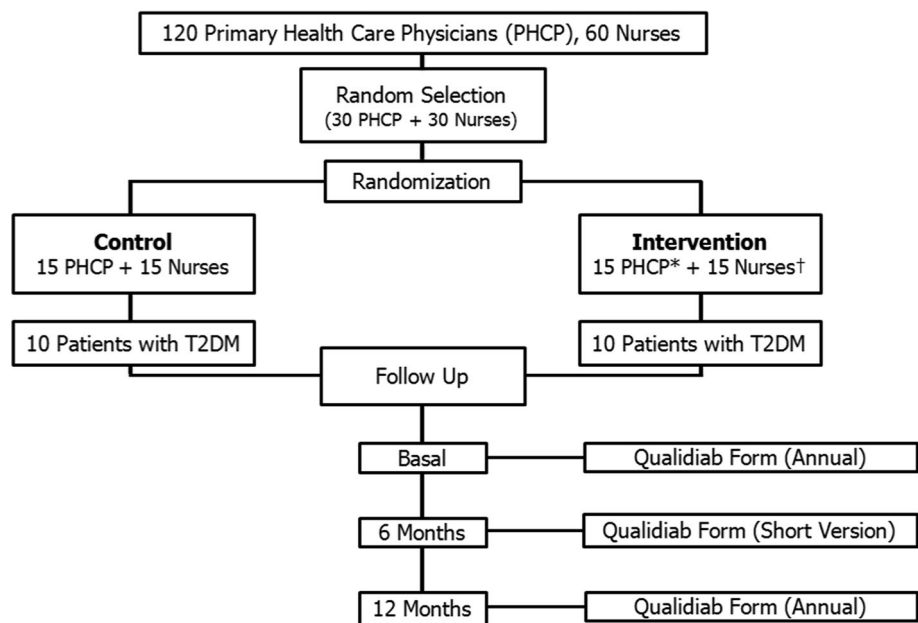 120 Primary Health Care Physicians (PHCP), 60 Nurses
Random Selection
(30 PHCP + 30 Nurses)
Randomization
Control
15 PHCP + 15 Nurses
Intervention
15 PHCP* + 15 Nurses†
10 Patients with T2DM
10 Patients with T2DM
Follow Up
Basal
Qualidiab Form (Annual)
6 Months
Qualidiab Form (Short Version)
12 Months
Qualidiab Form (Annual)